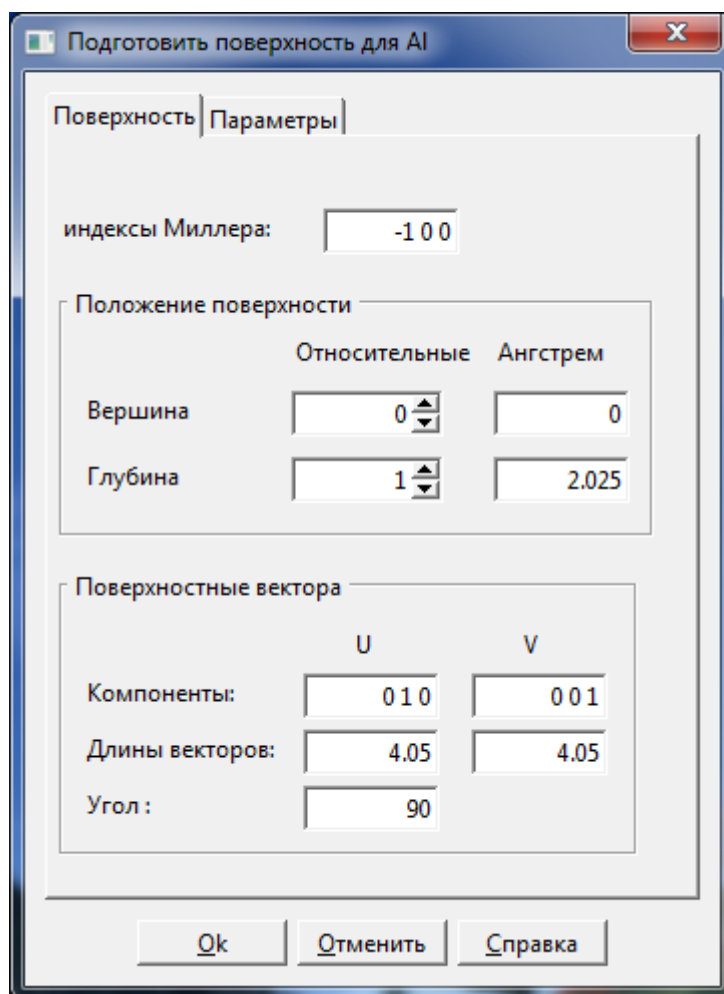 Подготовить поверхность для Al
Поверхность Параметры
индексы Миллера: -1 0 0
Положение поверхности
Относительные Ангстрем
Вершина 0 0
Глубина 1 2.025
Поверхностные вектора
U V
Компоненты: 0 1 0 0 0 1
Длины векторов: 4.05 4.05
Угол : 90
Ok Отменить Справка